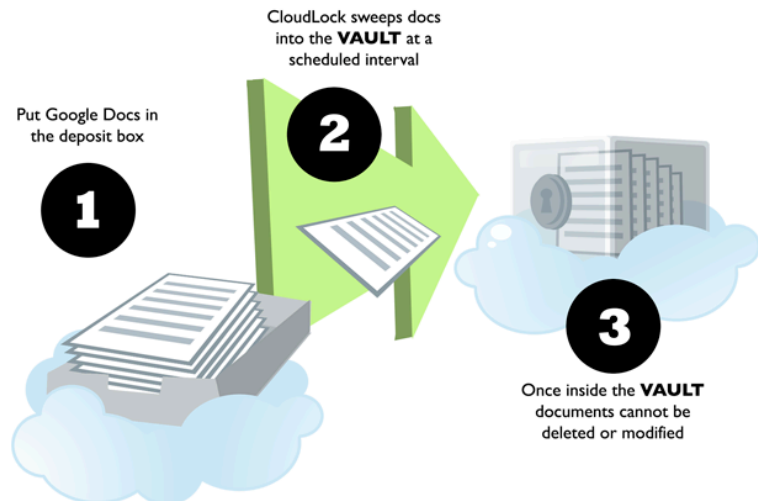 Put Google Docs in
the deposit box
1
CloudLock sweeps docs
into the VAULT at a
scheduled interval
2
3
Once inside the VAULT
documents cannot be
deleted or modified